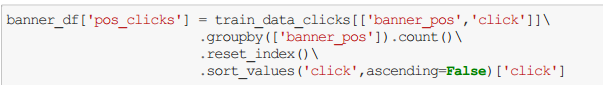 banner_df['pos_clicks'] = train_data_clicks[['banner_pos','click']]\
.groupby(['banner_pos']).count()\
.reset_index()\
.sort_values('click',ascending=False)['click']